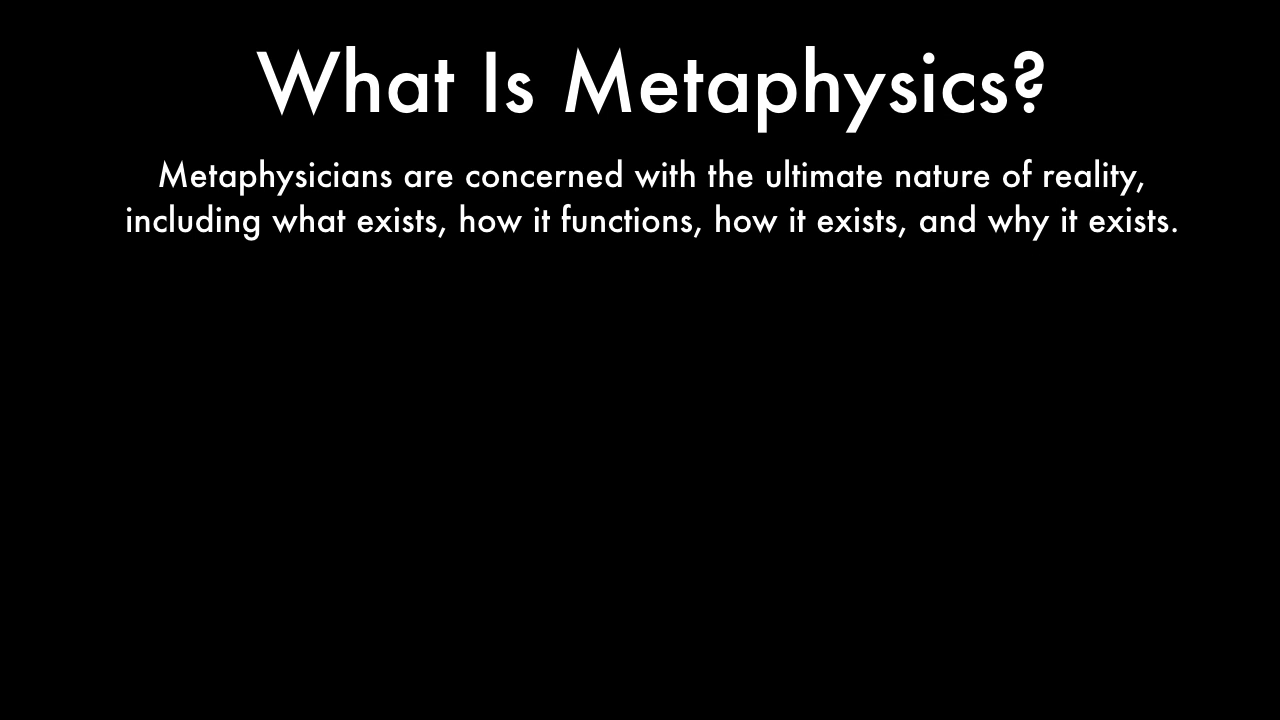 What Is Metaphysics?
Metaphysicians are concerned with the ultimate nature of reality,
including what exists, how it functions, how it exists, and why it exists.